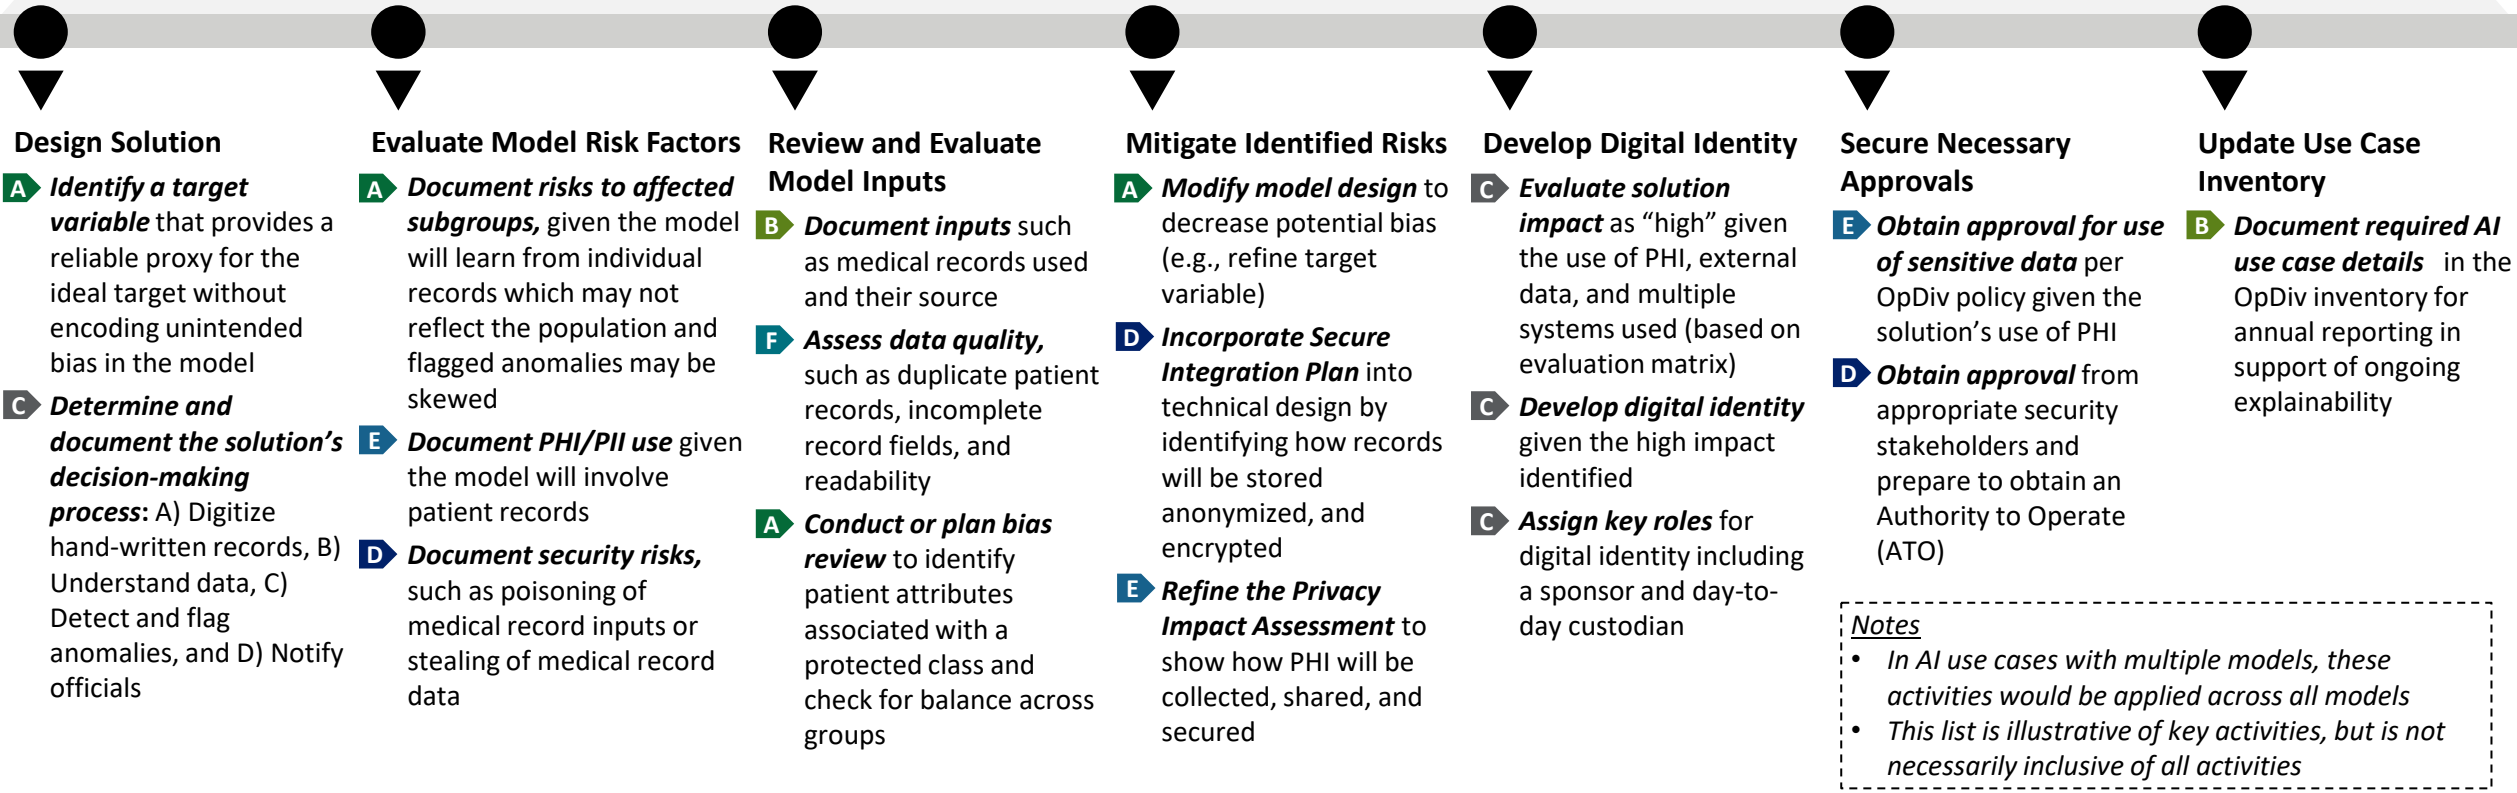 Design Solution
A Identify a target
variable that provides a
reliable proxy for the
ideal target without
encoding unintended
bias in the model
C Determine and
document the solution’s
decision-making
process: A) Digitize
hand-written records, B)
Understand data, C)
Detect and flag
anomalies, and D) Notify
officials
Evaluate Model Risk Factors
A Document risks to affected
subgroups, given the model
will learn from individual
records which may not
reflect the population and
flagged anomalies may be
skewed
E Document PHI/PII use given
the model will involve
patient records
D Document security risks,
such as poisoning of
medical record inputs or
stealing of medical record
data
Review and Evaluate
Model Inputs
B Document inputs such
as medical records used
and their source
F Assess data quality,
such as duplicate patient
records, incomplete
record fields, and
readability
A Conduct or plan bias
review to identify
patient attributes
associated with a
protected class and
check for balance across
groups
Mitigate Identified Risks
A Modify model design to
decrease potential bias
(e.g., refine target
variable)
D Incorporate Secure
Integration Plan into
technical design by
identifying how records
will be stored
anonymized, and
encrypted
E Refine the Privacy
Impact Assessment to
show how PHI will be
collected, shared, and
secured
Develop Digital Identity
C Evaluate solution
impact as “high” given
the use of PHI, external
data, and multiple
systems used (based on
evaluation matrix)
C Develop digital identity
given the high impact
identified
C Assign key roles for
digital identity including
a sponsor and day-to-
day custodian
Secure Necessary
Approvals
E Obtain approval for use
of sensitive data per
OpDiv policy given the
solution’s use of PHI
D Obtain approval from
appropriate security
stakeholders and
prepare to obtain an
Authority to Operate
(ATO)
Update Use Case
Inventory
B Document required AI
use case details in the
OpDiv inventory for
annual reporting in
support of ongoing
explainability
Notes
• In AI use cases with multiple models, these
activities would be applied across all models
• This list is illustrative of key activities, but is not
necessarily inclusive of all activities